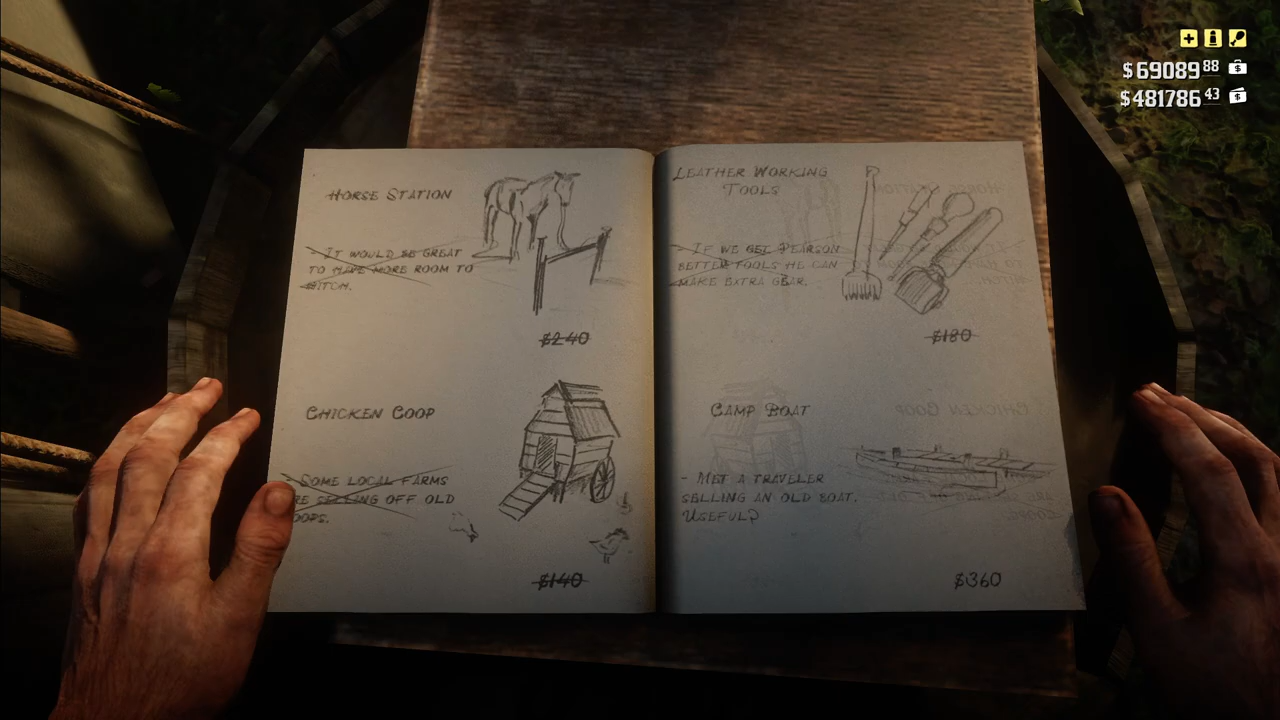 $69089.88
$481786.43
Horse Station
- It would be great
to have more room to
hitch.
$240
Chicken Coop
- Some local farms
re selling off old
oops.
$140
Leather Working
Tools
- If we get Pearson
better tools he can
make extra gear.
$180
Camp Boat
- Met a traveler
selling an old boat.
Useful?
$360